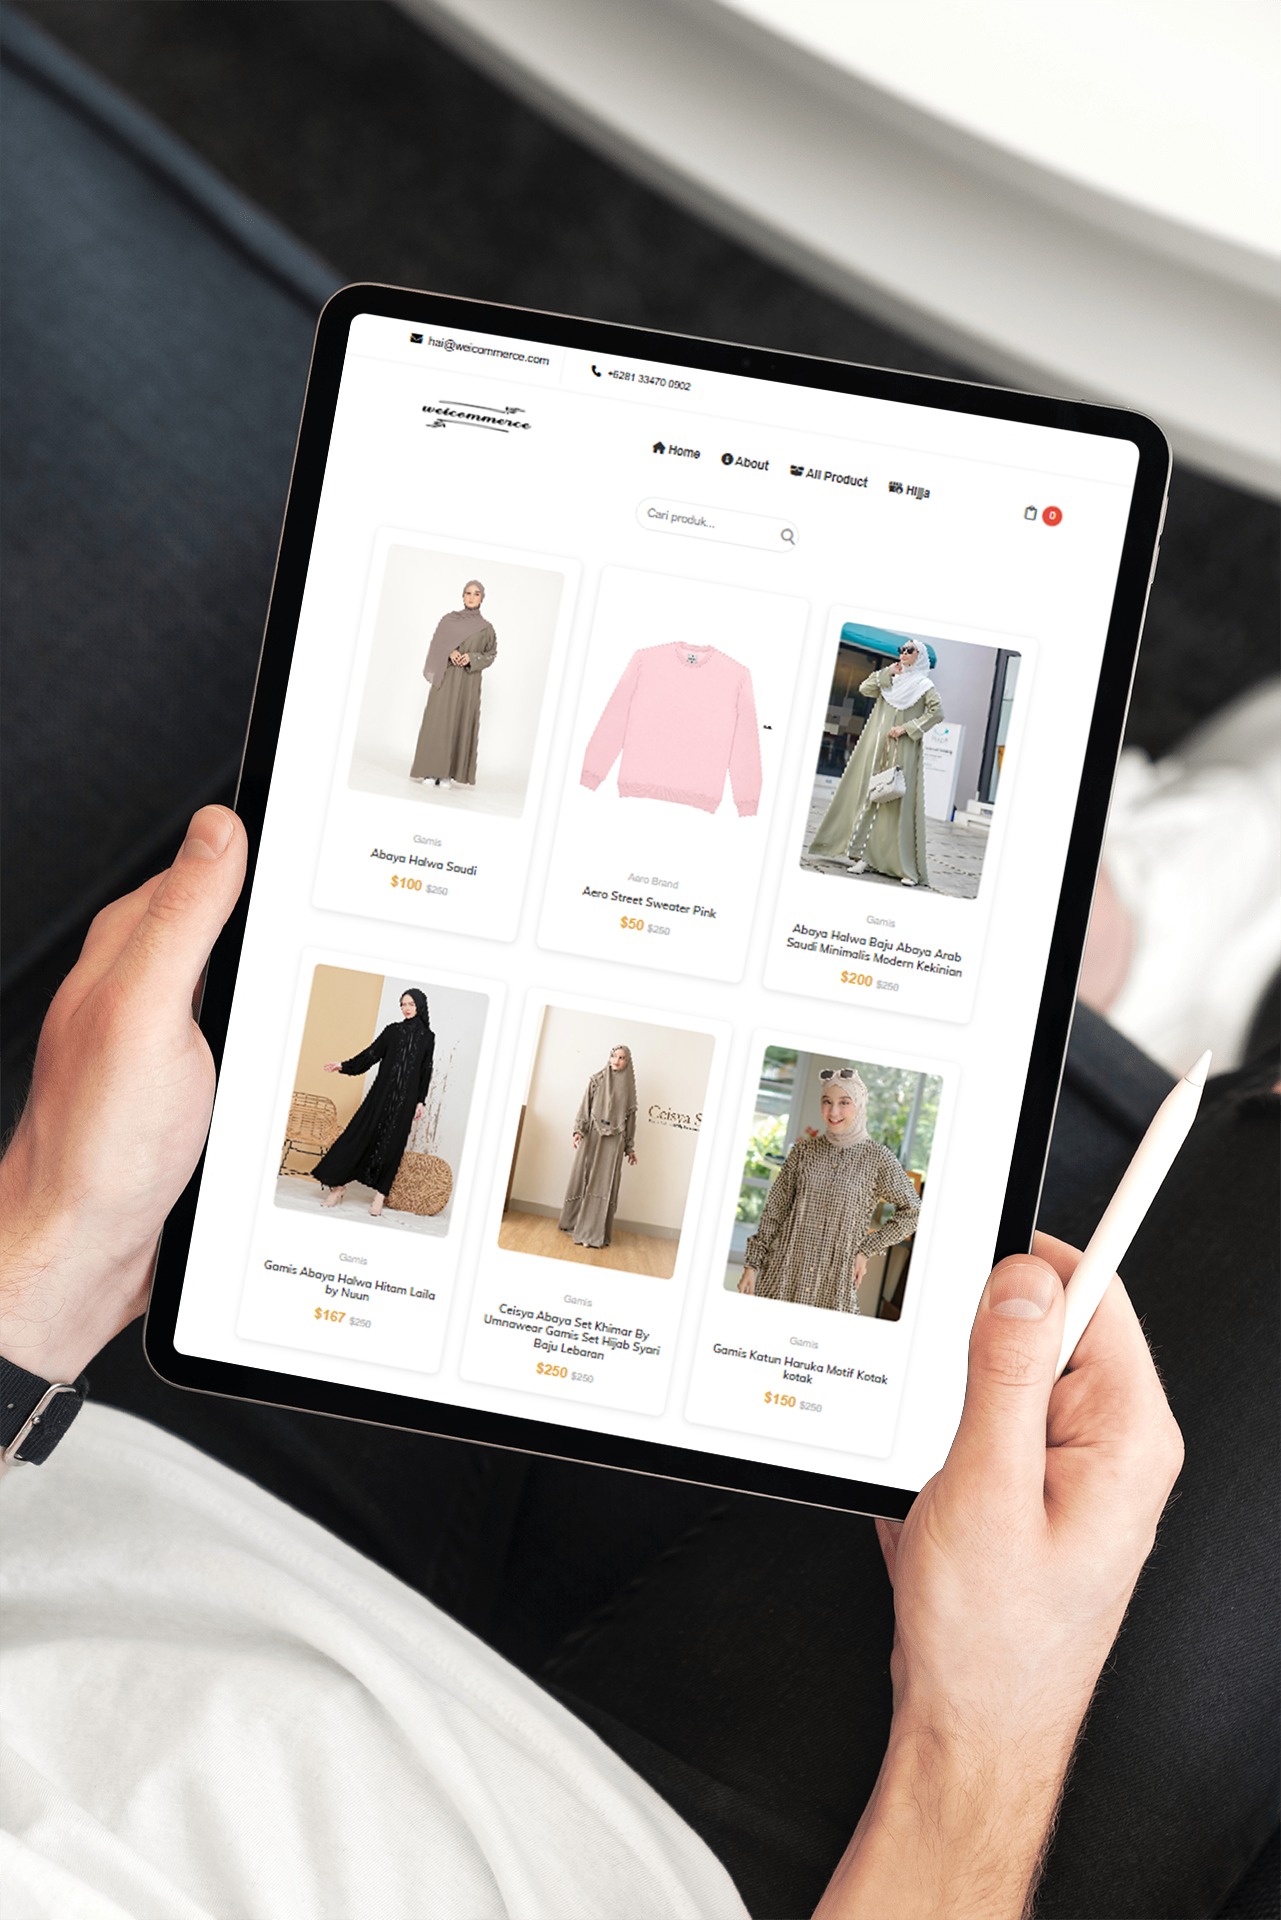 hai@weicommerce.com
+6281 33470 0902
weicommerce
Home
About
All Product
Hijja
0
Cari produk...
Gamis
Abaya Halwa Saudi
$100 $250
Aero Brand
Aero Street Sweater Pink
$50 $250
Gamis
Abaya Halwa Baju Abaya Arab
Saudi Minimalis Modern Kekinian
$200 $250
Ceisya S
Gamis
Gamis Abaya Halwa Hitam Laila
by Nuun
$167 $250
Gamis
Ceisya Abaya Set Khimar By
Umnawear Gamis Set Hijab Syari
Baju Lebaran
$250 $250
Gamis
Gamis Katun Haruka Motif Kotak
kotak
$150 $250